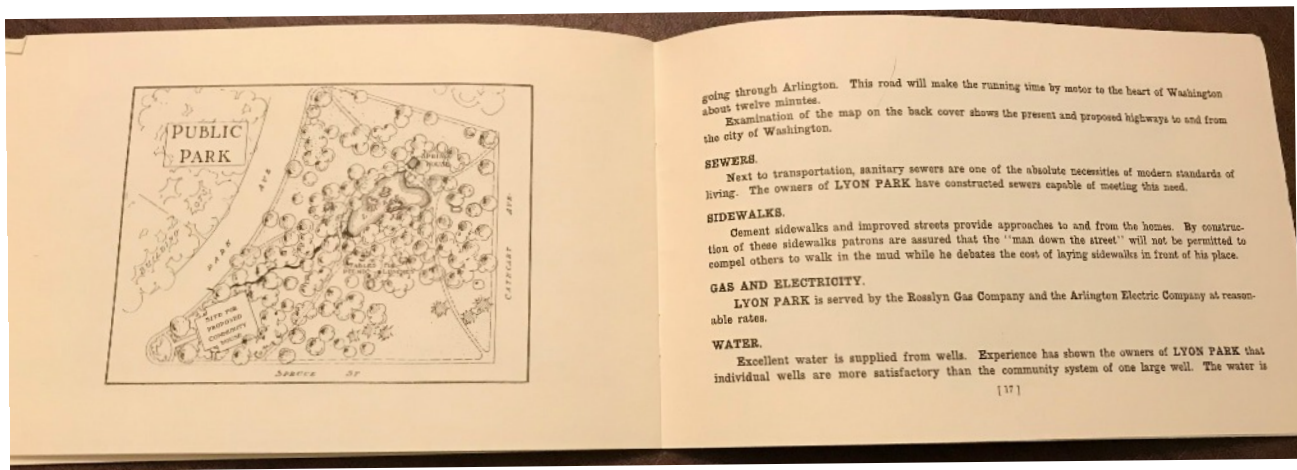 PUBLIC
PARK
SPRING
HOUSE
PARK AVE
CATHCART AVE.
SITE FOR
PROPOSED
COMMUNITY
HOUSE
SPRUCE ST
going through Arlington. This road will make the running time by motor to the heart of Washington
about twelve minutes.
Examination of the map on the back cover shows the present and proposed highways to and from
the city of Washington.
SEWERS.
Next to transportation, sanitary sewers are one of the absolute necessities of modern standards of
living. The owners of LYON PARK have constructed sewers capable of meeting this need.
SIDEWALKS.
Cement sidewalks and improved streets provide approaches to and from the homes. By construc-
tion of these sidewalks patrons are assured that the "man down the street" will not be permitted to
compel others to walk in the mud while he debates the cost of laying sidewalks in front of his place.
GAS AND ELECTRICITY.
LYON PARK is served by the Rosslyn Gas Company and the Arlington Electric Company at reason-
able rates.
WATER.
Excellent water is supplied from wells. Experience has shown the owners of LYON PARK that
individual wells are more satisfactory than the community system of one large well. The water is
[17]